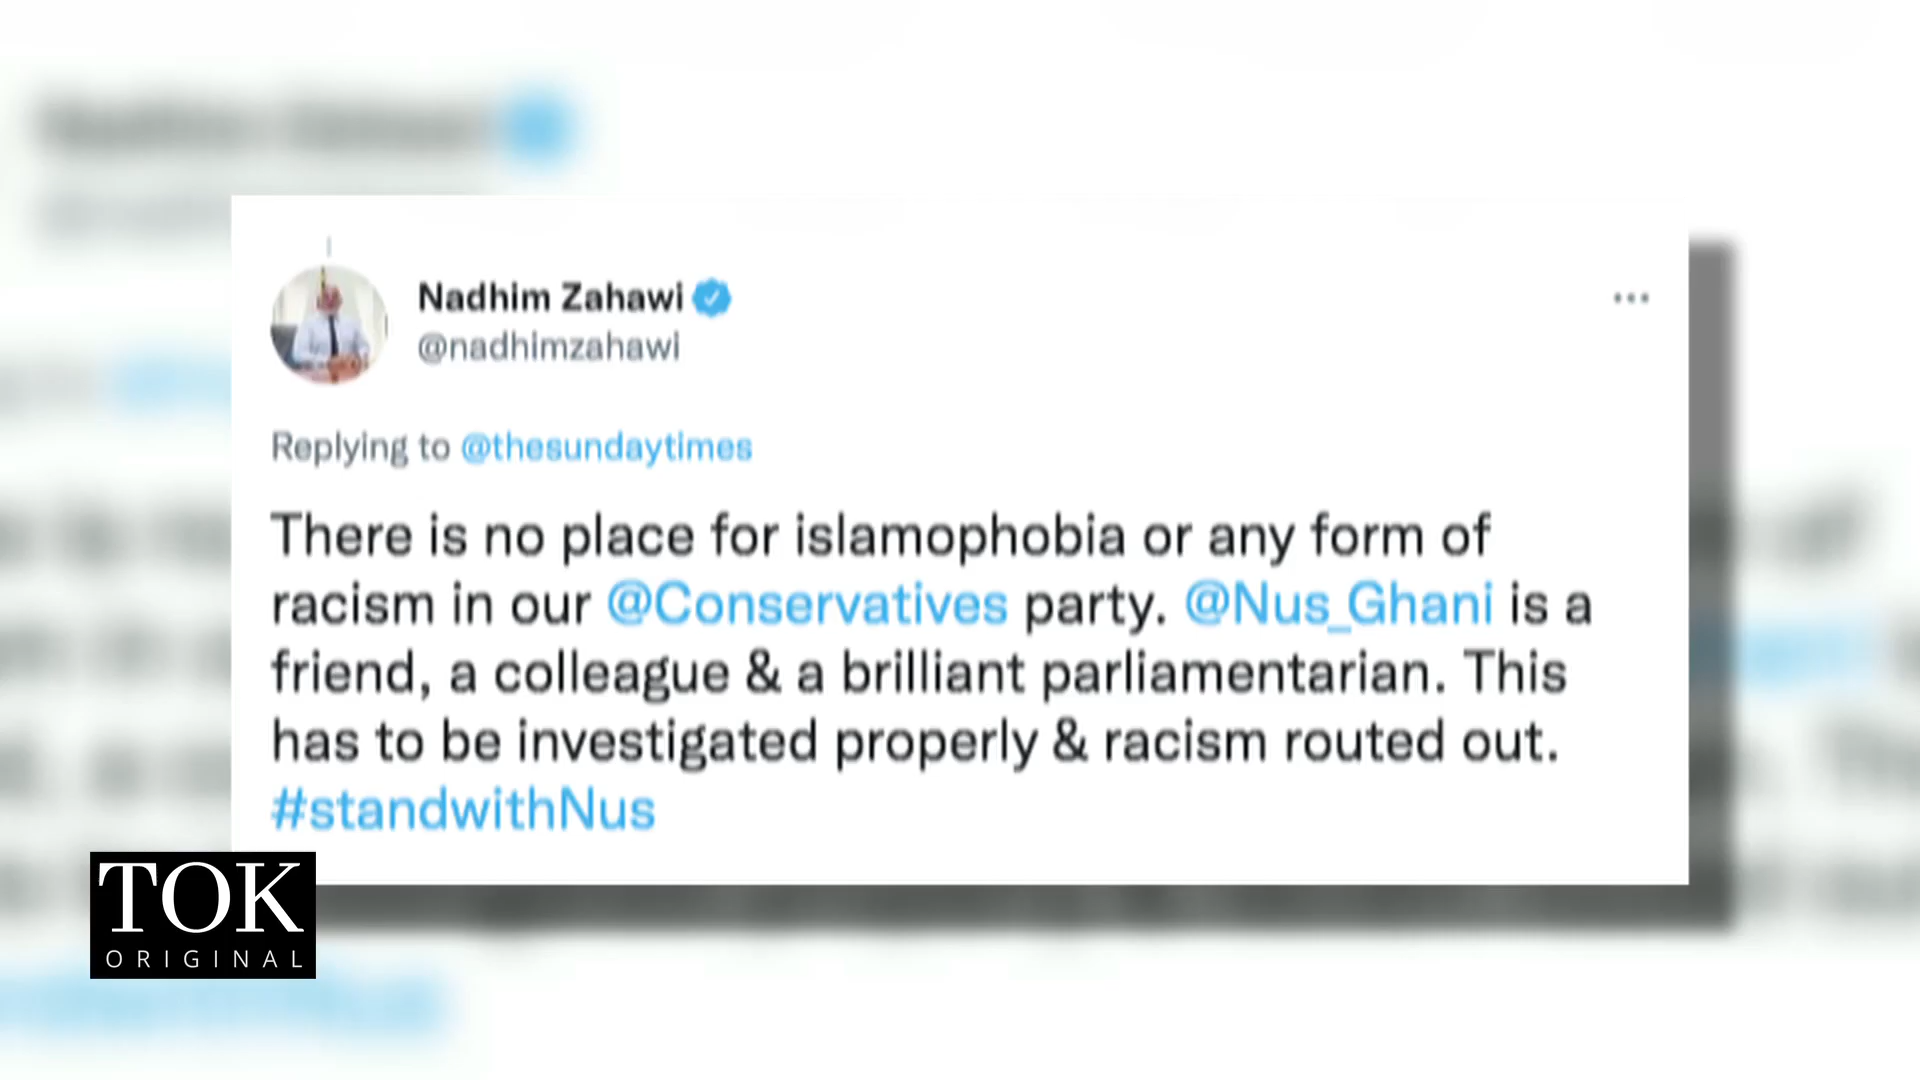 Nadhim Zahawi
@nadhimzahawi
Replying to @thesundaytimes
There is no place for islamophobia or any form of
racism in our @Conservatives party. @Nus_Ghani is a
friend, a colleague & a brilliant parliamentarian. This
has to be investigated properly & racism routed out.
#standwithNus
TOK
ORIGINAL